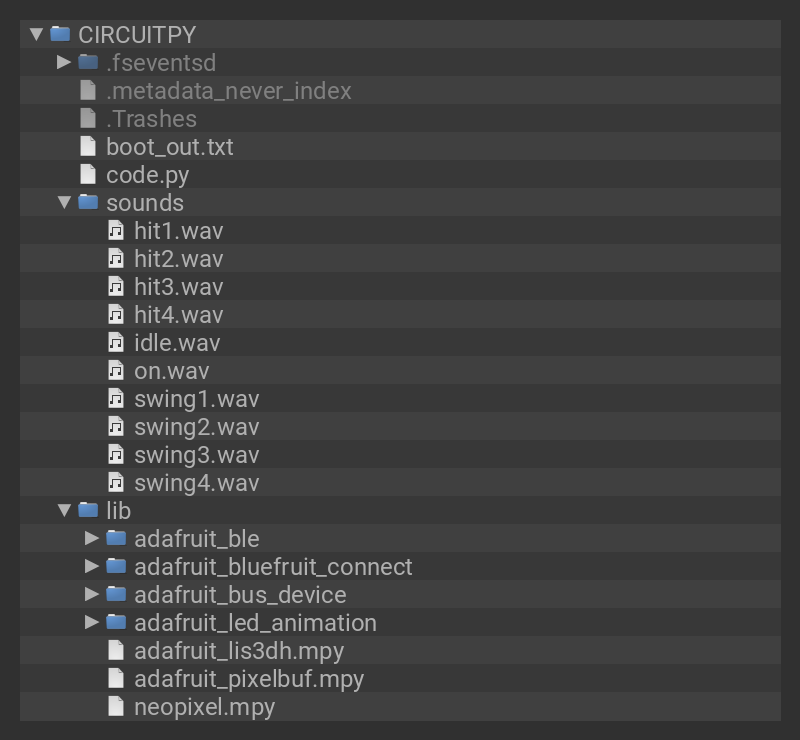 CIRCUITPY
.fseventsd
.metadata_never_index
.Trashes
boot_out.txt
code.py
sounds
hit1.wav
hit2.wav
hit3.wav
hit4.wav
idle.wav
on.wav
swing1.wav
swing2.wav
swing3.wav
swing4.wav
lib
adafruit_ble
adafruit_bluefruit_connect
adafruit_bus_device
adafruit_led_animation
adafruit_lis3dh.mpy
adafruit_pixelbuf.mpy
neopixel.mpy